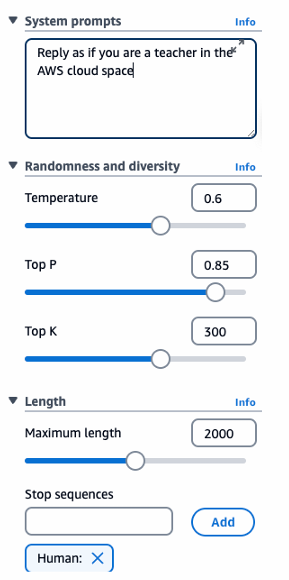 System prompts Info
Reply as if you are a teacher in the
AWS cloud space
Randomness and diversity Info
Temperature 0.6
Top P 0.85
Top K 300
Length Info
Maximum length 2000
Stop sequences
Add
Human: